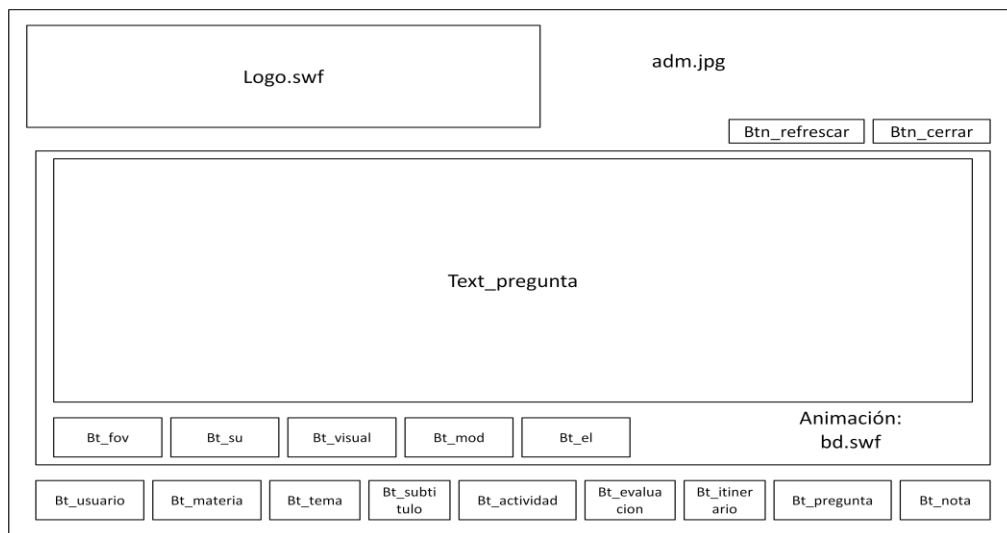 Logo.swf
adm.jpg
Btn_refrescar
Btn_cerrar
Text_pregunta
Bt_fov
Bt_su
Bt_visual
Bt_mod
Bt_el
Animación:
bd.swf
Bt_usuario
Bt_materia
Bt_tema
Bt_subti
tulo
Bt_actividad
Bt_evalua
cion
Bt_itiner
ario
Bt_pregunta
Bt_nota